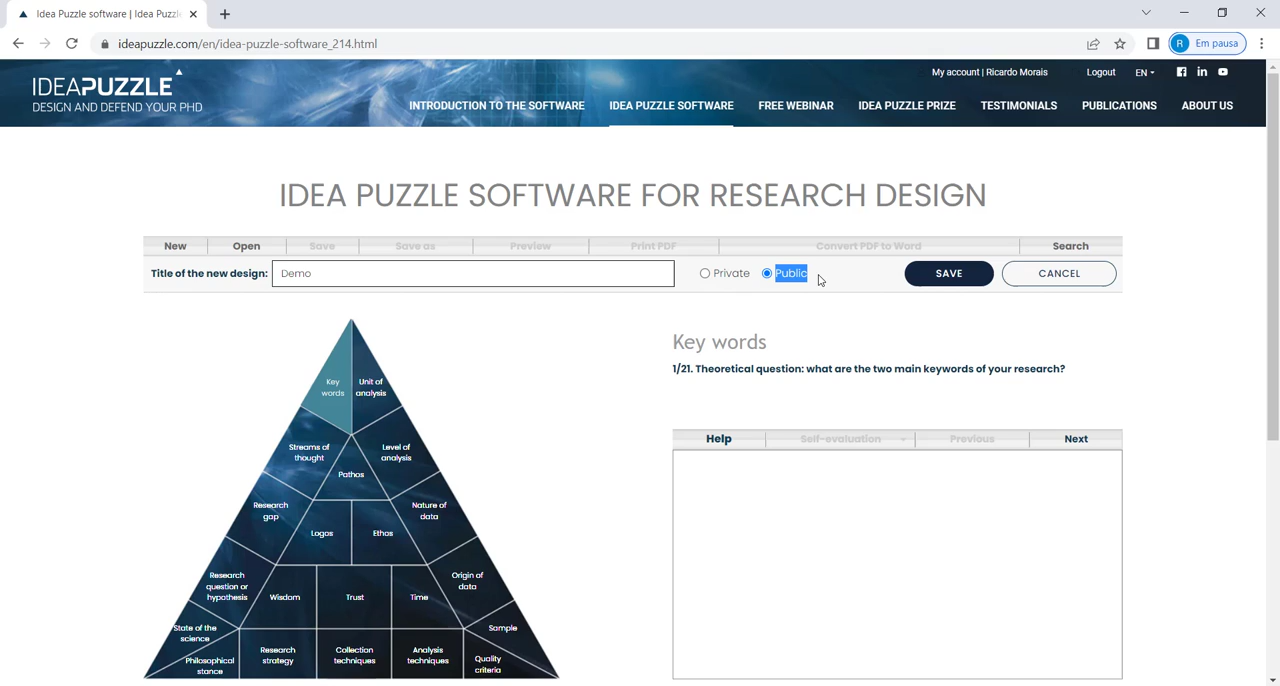 Idea Puzzle software | Idea Puzzl
ideapuzzle.com/en/idea-puzzle-software_214.html
R Em pausa
IDEAPUZZLE
DESIGN AND DEFEND YOUR PHD
My account | Ricardo Morais
Logout
EN
INTRODUCTION TO THE SOFTWARE
IDEA PUZZLE SOFTWARE
FREE WEBINAR
IDEA PUZZLE PRIZE
TESTIMONIALS
PUBLICATIONS
ABOUT US
IDEA PUZZLE SOFTWARE FOR RESEARCH DESIGN
New
Open
Save
Save as
Preview
Print PDF
Convert PDF to Word
Search
Title of the new design:
Demo
Private
Public
SAVE
CANCEL
Key
words
Unit of
analysis
Streams of
thought
Level of
analysis
Pathos
Research
gap
Nature of
data
Logos
Ethos
Research
question or
hypothesis
Wisdom
Trust
Time
Origin of
data
State of the
science
Sample
Philosophical
stance
Research
strategy
Collection
techniques
Analysis
techniques
Quality
criteria
Key words
1/21. Theoretical question: what are the two main keywords of your research?
Help
Self-evaluation
Previous
Next